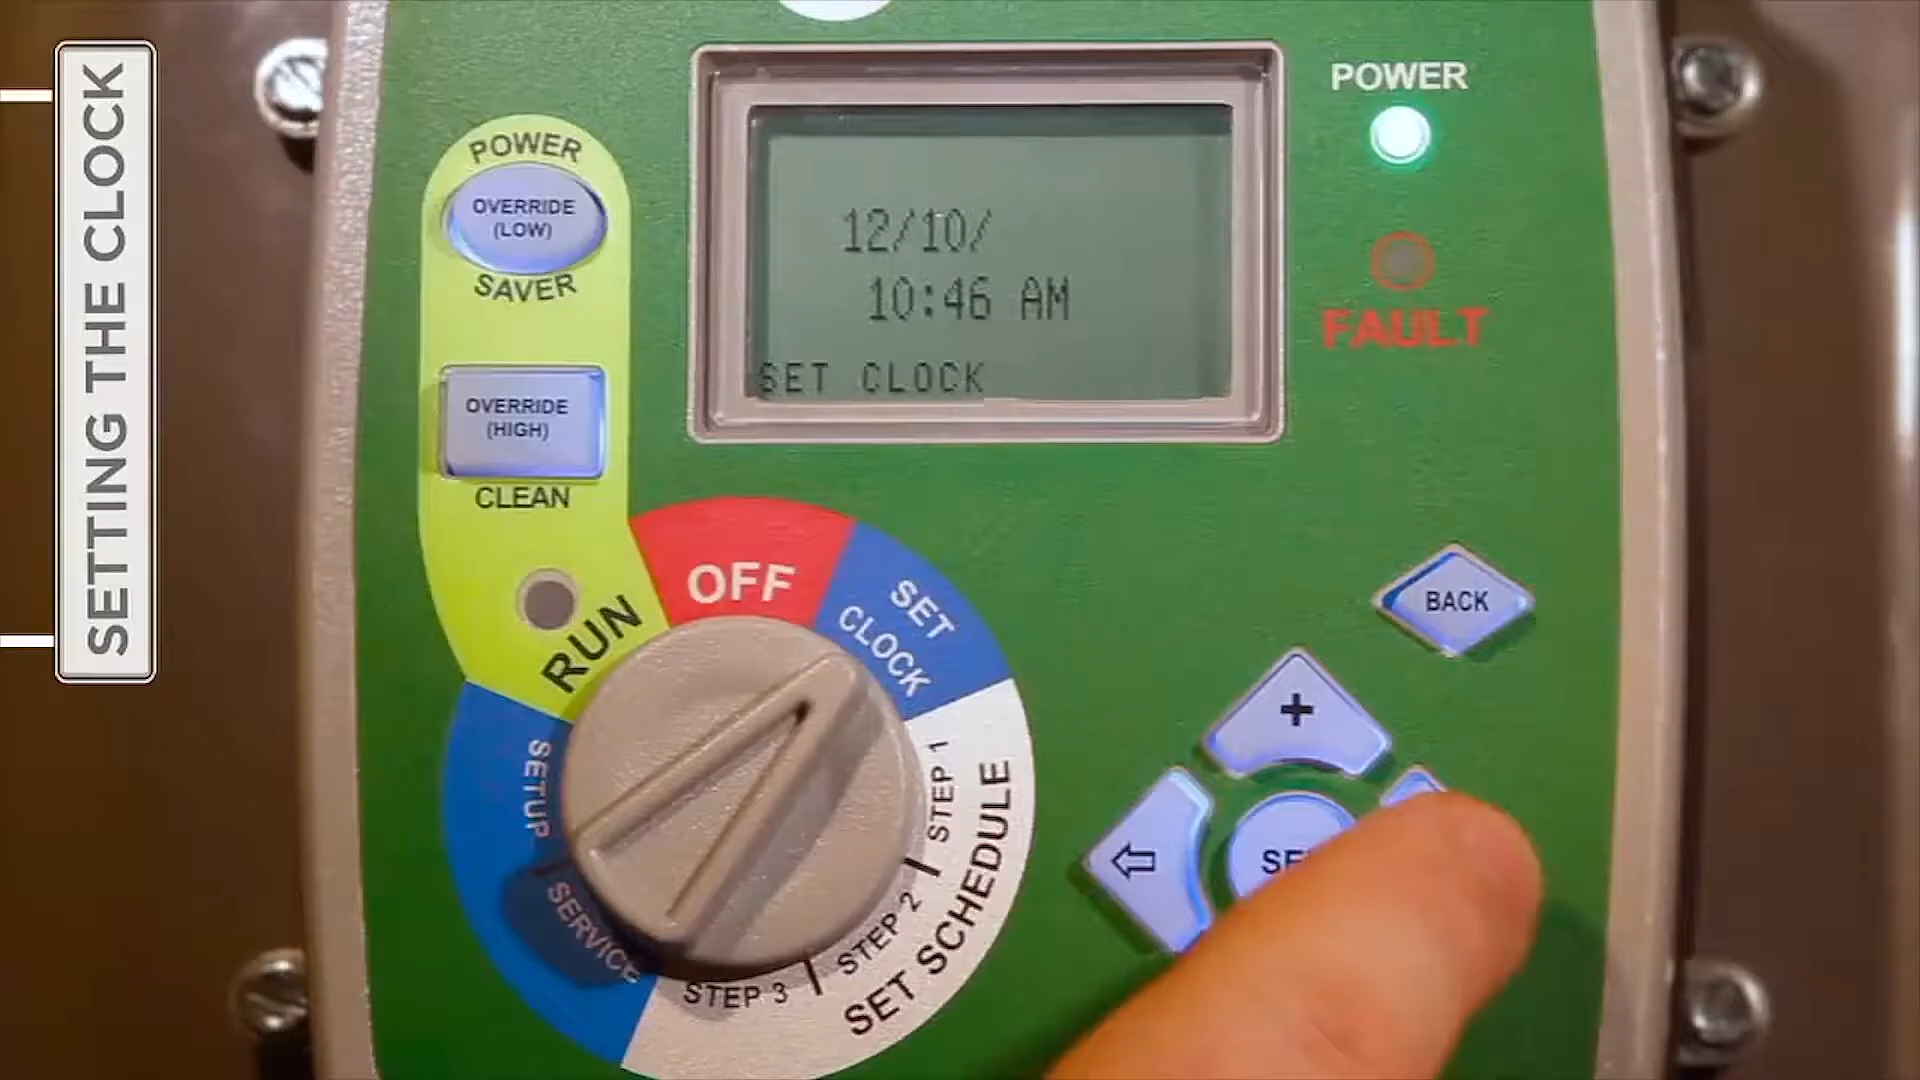 SETTING THE CLOCK
POWER
OVERRIDE
(LOW)
SAVER
OVERRIDE
(HIGH)
CLEAN
12/10/
10:46 AM
SET CLOCK
POWER
FAULT
RUN
OFF
SET
CLOCK
STEP 1
STEP 2
STEP 3
SET SCHEDULE
SETUP
SERVICE
BACK
+